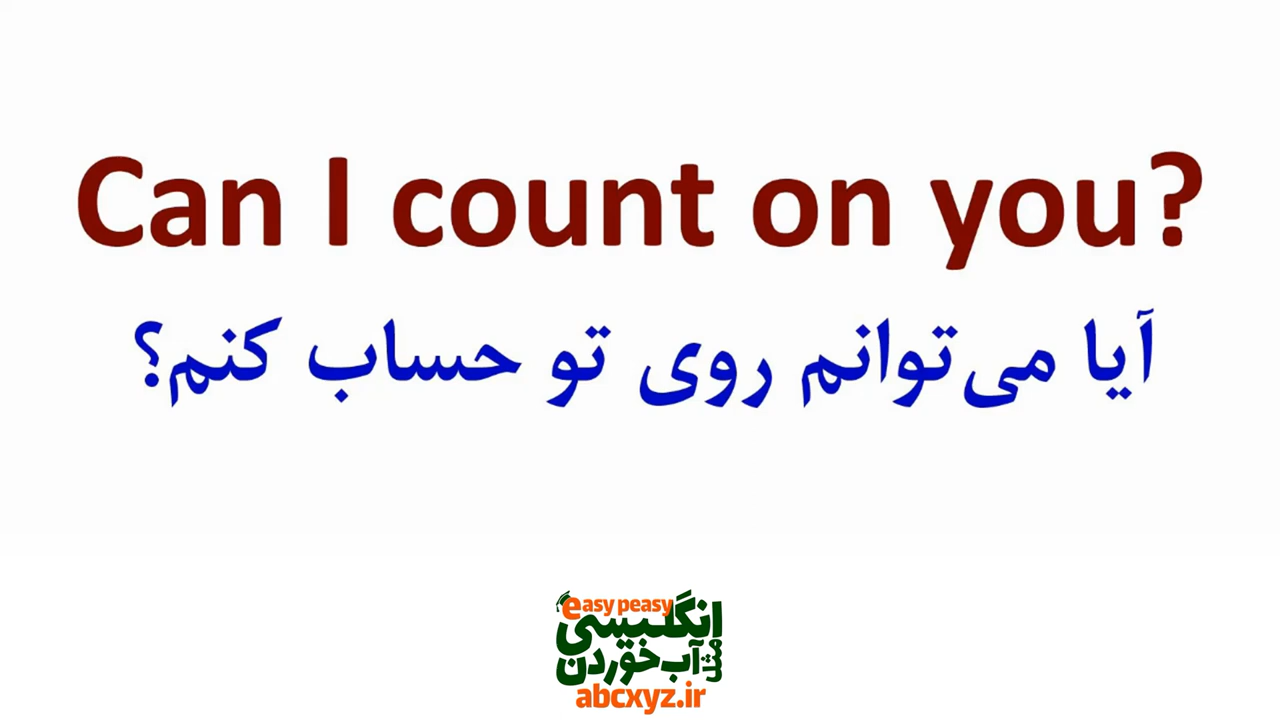 Can I count on you?
آیا می‌توانم روی تو حساب کنم؟
easy peasy
انگلیسی
مثل آب خوردن
abcxyz.ir